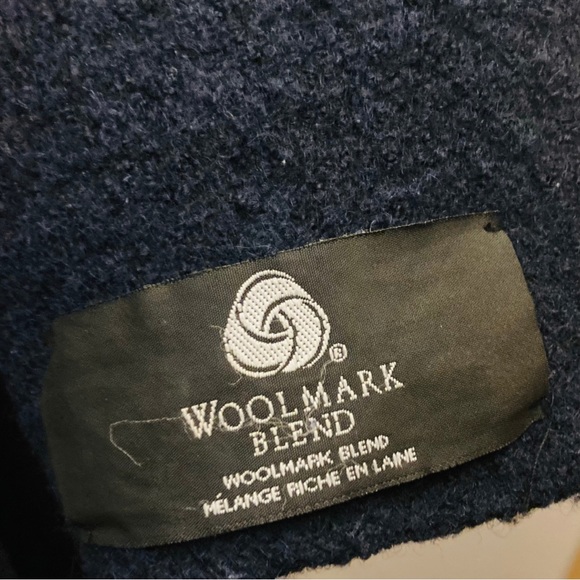 ®
WOOLMARK
BLEND
WOOLMARK BLEND
MÉLANGE RICHE EN LAINE